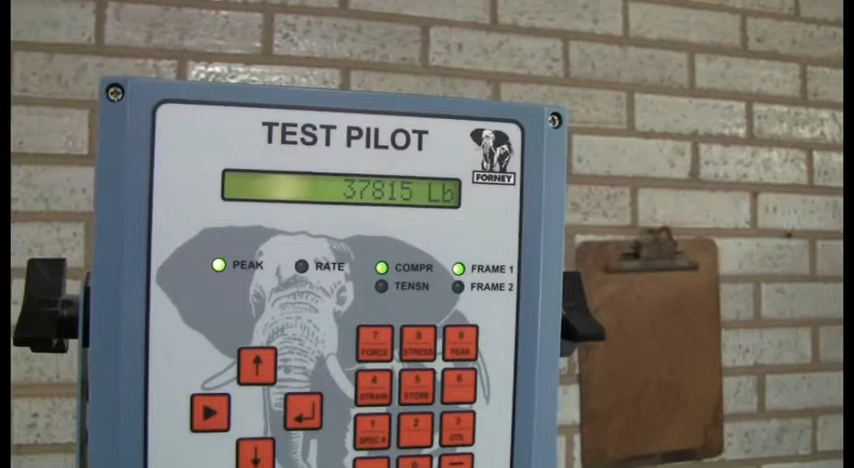 TEST PILOT
FORNEY
37815 Lb
PEAK RATE COMPR FRAME 1
TENSN FRAME 2
7 8 9
FORCE STRESS PEAK
4 5 6
STRAIN STORE
1 2 3
SPEC.#
0